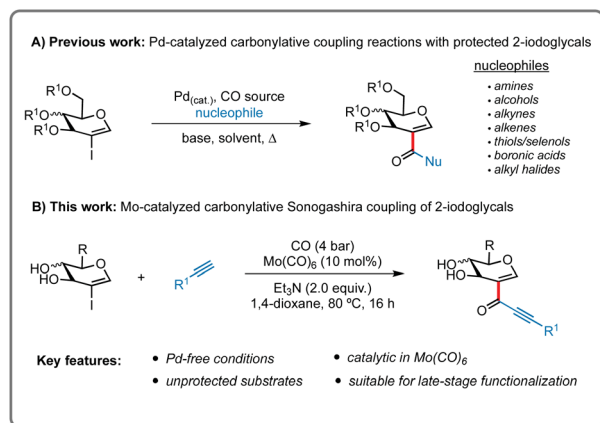 A) Previous work: Pd-catalyzed carbonylative coupling reactions with protected 2-iodoglycals
nucleophiles
amines
alcohols
alkynes
alkenes
thiols/selenols
boronic acids
alkyl halides
R¹O
R¹O
R¹O
O
I
Pd(cat.), CO source
nucleophile
base, solvent, Δ
R¹O
R¹O
R¹O
O
O
Nu
B) This work: Mo-catalyzed carbonylative Sonogashira coupling of 2-iodoglycals
R
HO
HO
O
I
+
R¹
CO (4 bar)
Mo(CO)₆ (10 mol%)
Et₃N (2.0 equiv.)
1,4-dioxane, 80 ºC, 16 h
R
HO
HO
O
O
R¹
Key features:
• Pd-free conditions
• catalytic in Mo(CO)₆
• unprotected substrates
• suitable for late-stage functionalization